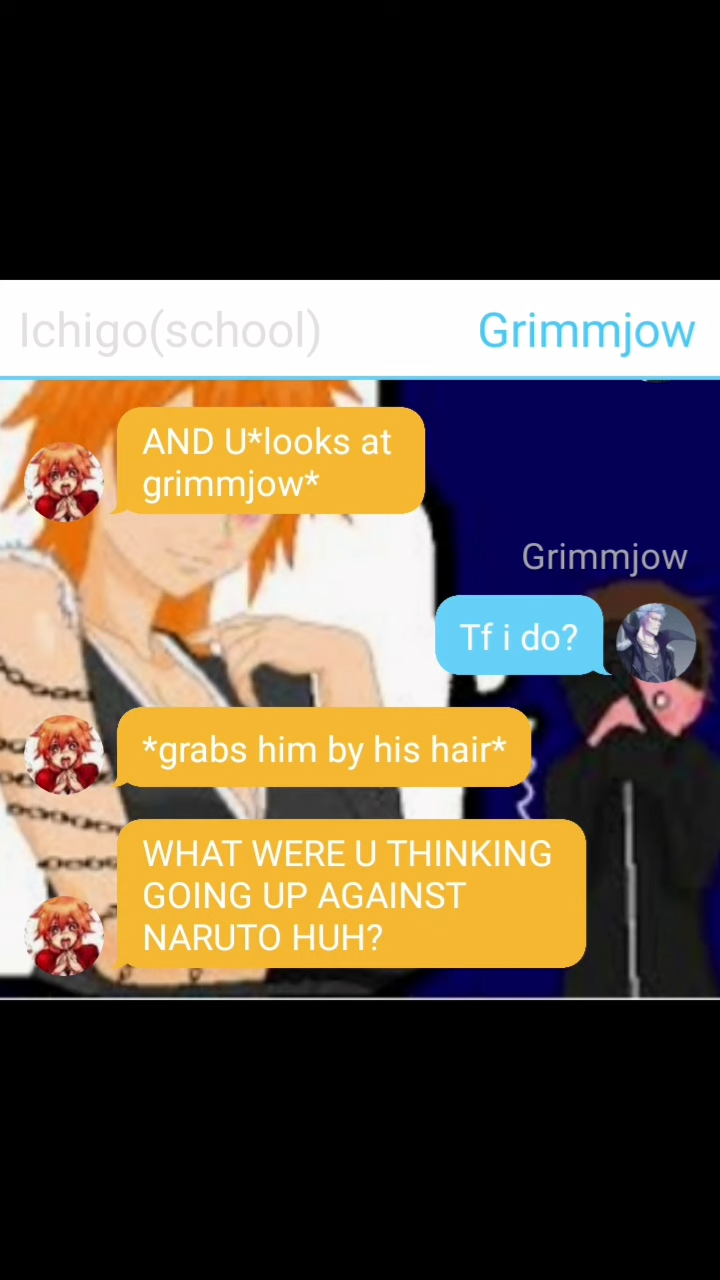 Ichigo(school)
Grimmjow
AND U*looks at
grimmjow*
Grimmjow
Tf i do?
*grabs him by his hair*
WHAT WERE U THINKING
GOING UP AGAINST
NARUTO HUH?